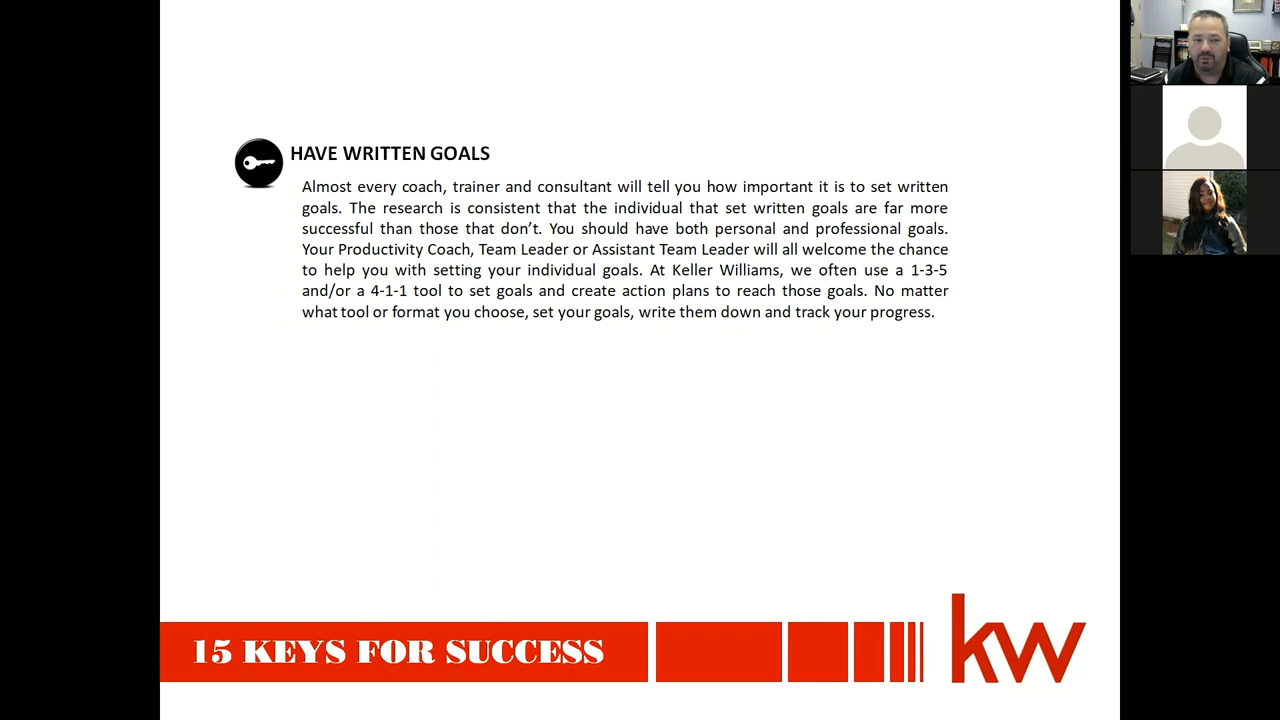 HAVE WRITTEN GOALS
Almost every coach, trainer and consultant will tell you how important it is to set written
goals. The research is consistent that the individual that set written goals are far more
successful than those that don’t. You should have both personal and professional goals.
Your Productivity Coach, Team Leader or Assistant Team Leader will all welcome the chance
to help you with setting your individual goals. At Keller Williams, we often use a 1-3-5
and/or a 4-1-1 tool to set goals and create action plans to reach those goals. No matter
what tool or format you choose, set your goals, write them down and track your progress.
15 KEYS FOR SUCCESS
kw